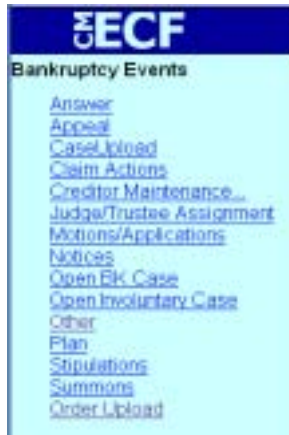 CM ECF
Bankruptcy Events
Answer
Appeal
CaseUpload
Claim Actions
Creditor Maintenance...
Judge/Trustee Assignment
Motions/Applications
Notices
Open BK Case
Open Involuntary Case
Other
Plan
Stipulations
Summons
Order Upload